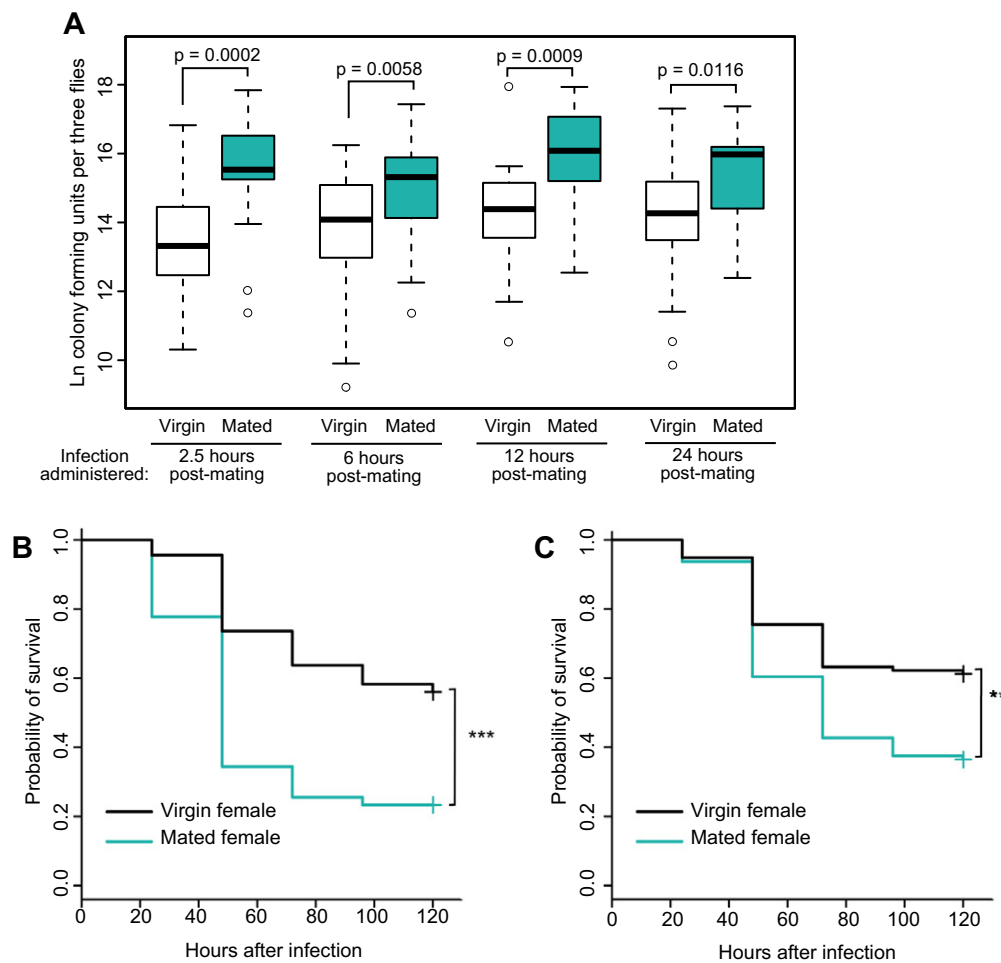 A
p = 0.0002
p = 0.0058
p = 0.0009
p = 0.0116
Ln colony forming units per three flies
18
16
14
12
10
Virgin Mated Virgin Mated Virgin Mated Virgin Mated
Infection administered:
2.5 hours post-mating
6 hours post-mating
12 hours post-mating
24 hours post-mating
B
Probability of survival
1.0
0.8
0.6
0.4
0.2
0.0
***
Virgin female
Mated female
0 20 40 60 80 100 120
Hours after infection
C
Probability of survival
1.0
0.8
0.6
0.4
0.2
0.0
**
Virgin female
Mated female
0 20 40 60 80 100 120
Hours after infection